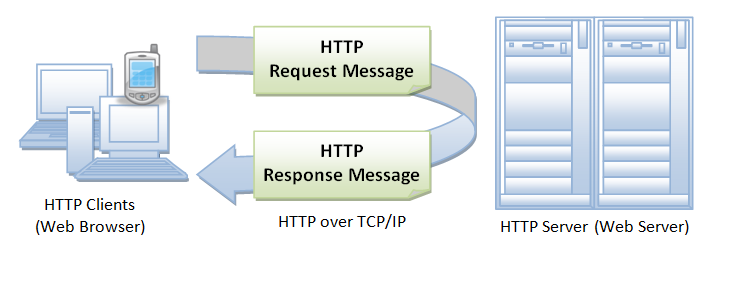 HTTP
Request Message
HTTP
Response Message
HTTP Clients
(Web Browser)
HTTP over TCP/IP
HTTP Server (Web Server)